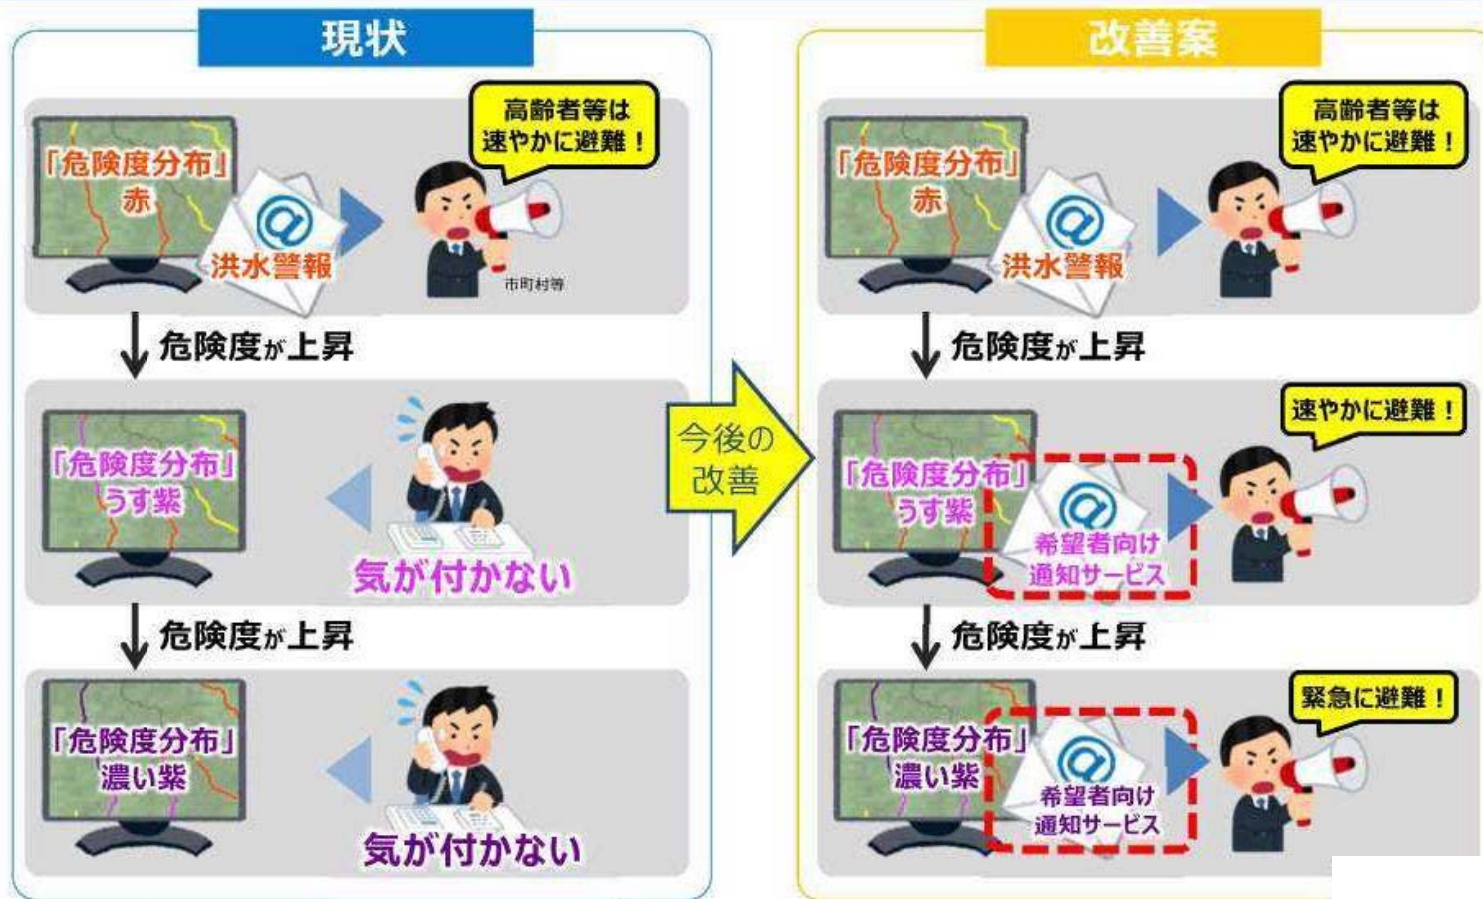 現状
高齢者等は
速やかに避難！
「危険度分布」
赤
@
洪水警報
市町村等
危険度が上昇
「危険度分布」
うす紫
気が付かない
危険度が上昇
「危険度分布」
濃い紫
気が付かない
今後の
改善
改善案
高齢者等は
速やかに避難！
「危険度分布」
赤
@
洪水警報
危険度が上昇
速やかに避難！
「危険度分布」
うす紫
@
希望者向け
通知サービス
危険度が上昇
緊急に避難！
「危険度分布」
濃い紫
@
希望者向け
通知サービス